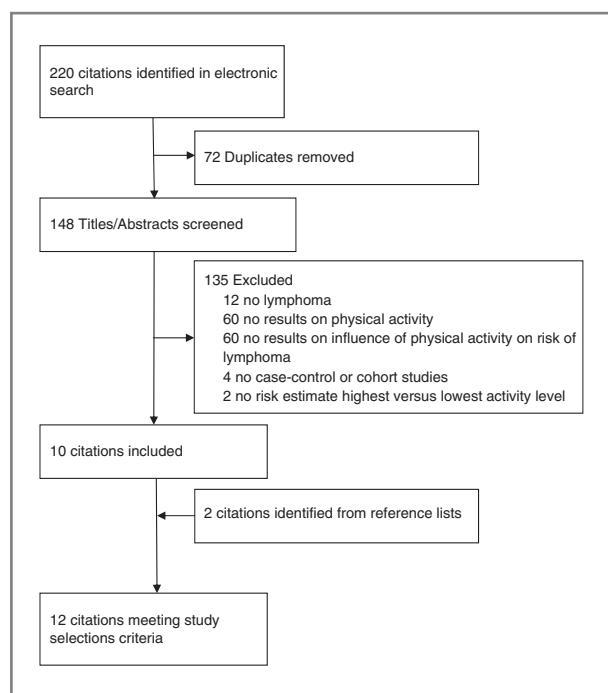 220 citations identified in electronic
search
72 Duplicates removed
148 Titles/Abstracts screened
135 Excluded
12 no lymphoma
60 no results on physical activity
60 no results on influence of physical activity on risk of
lymphoma
4 no case-control or cohort studies
2 no risk estimate highest versus lowest activity level
10 citations included
2 citations identified from reference lists
12 citations meeting study
selections criteria